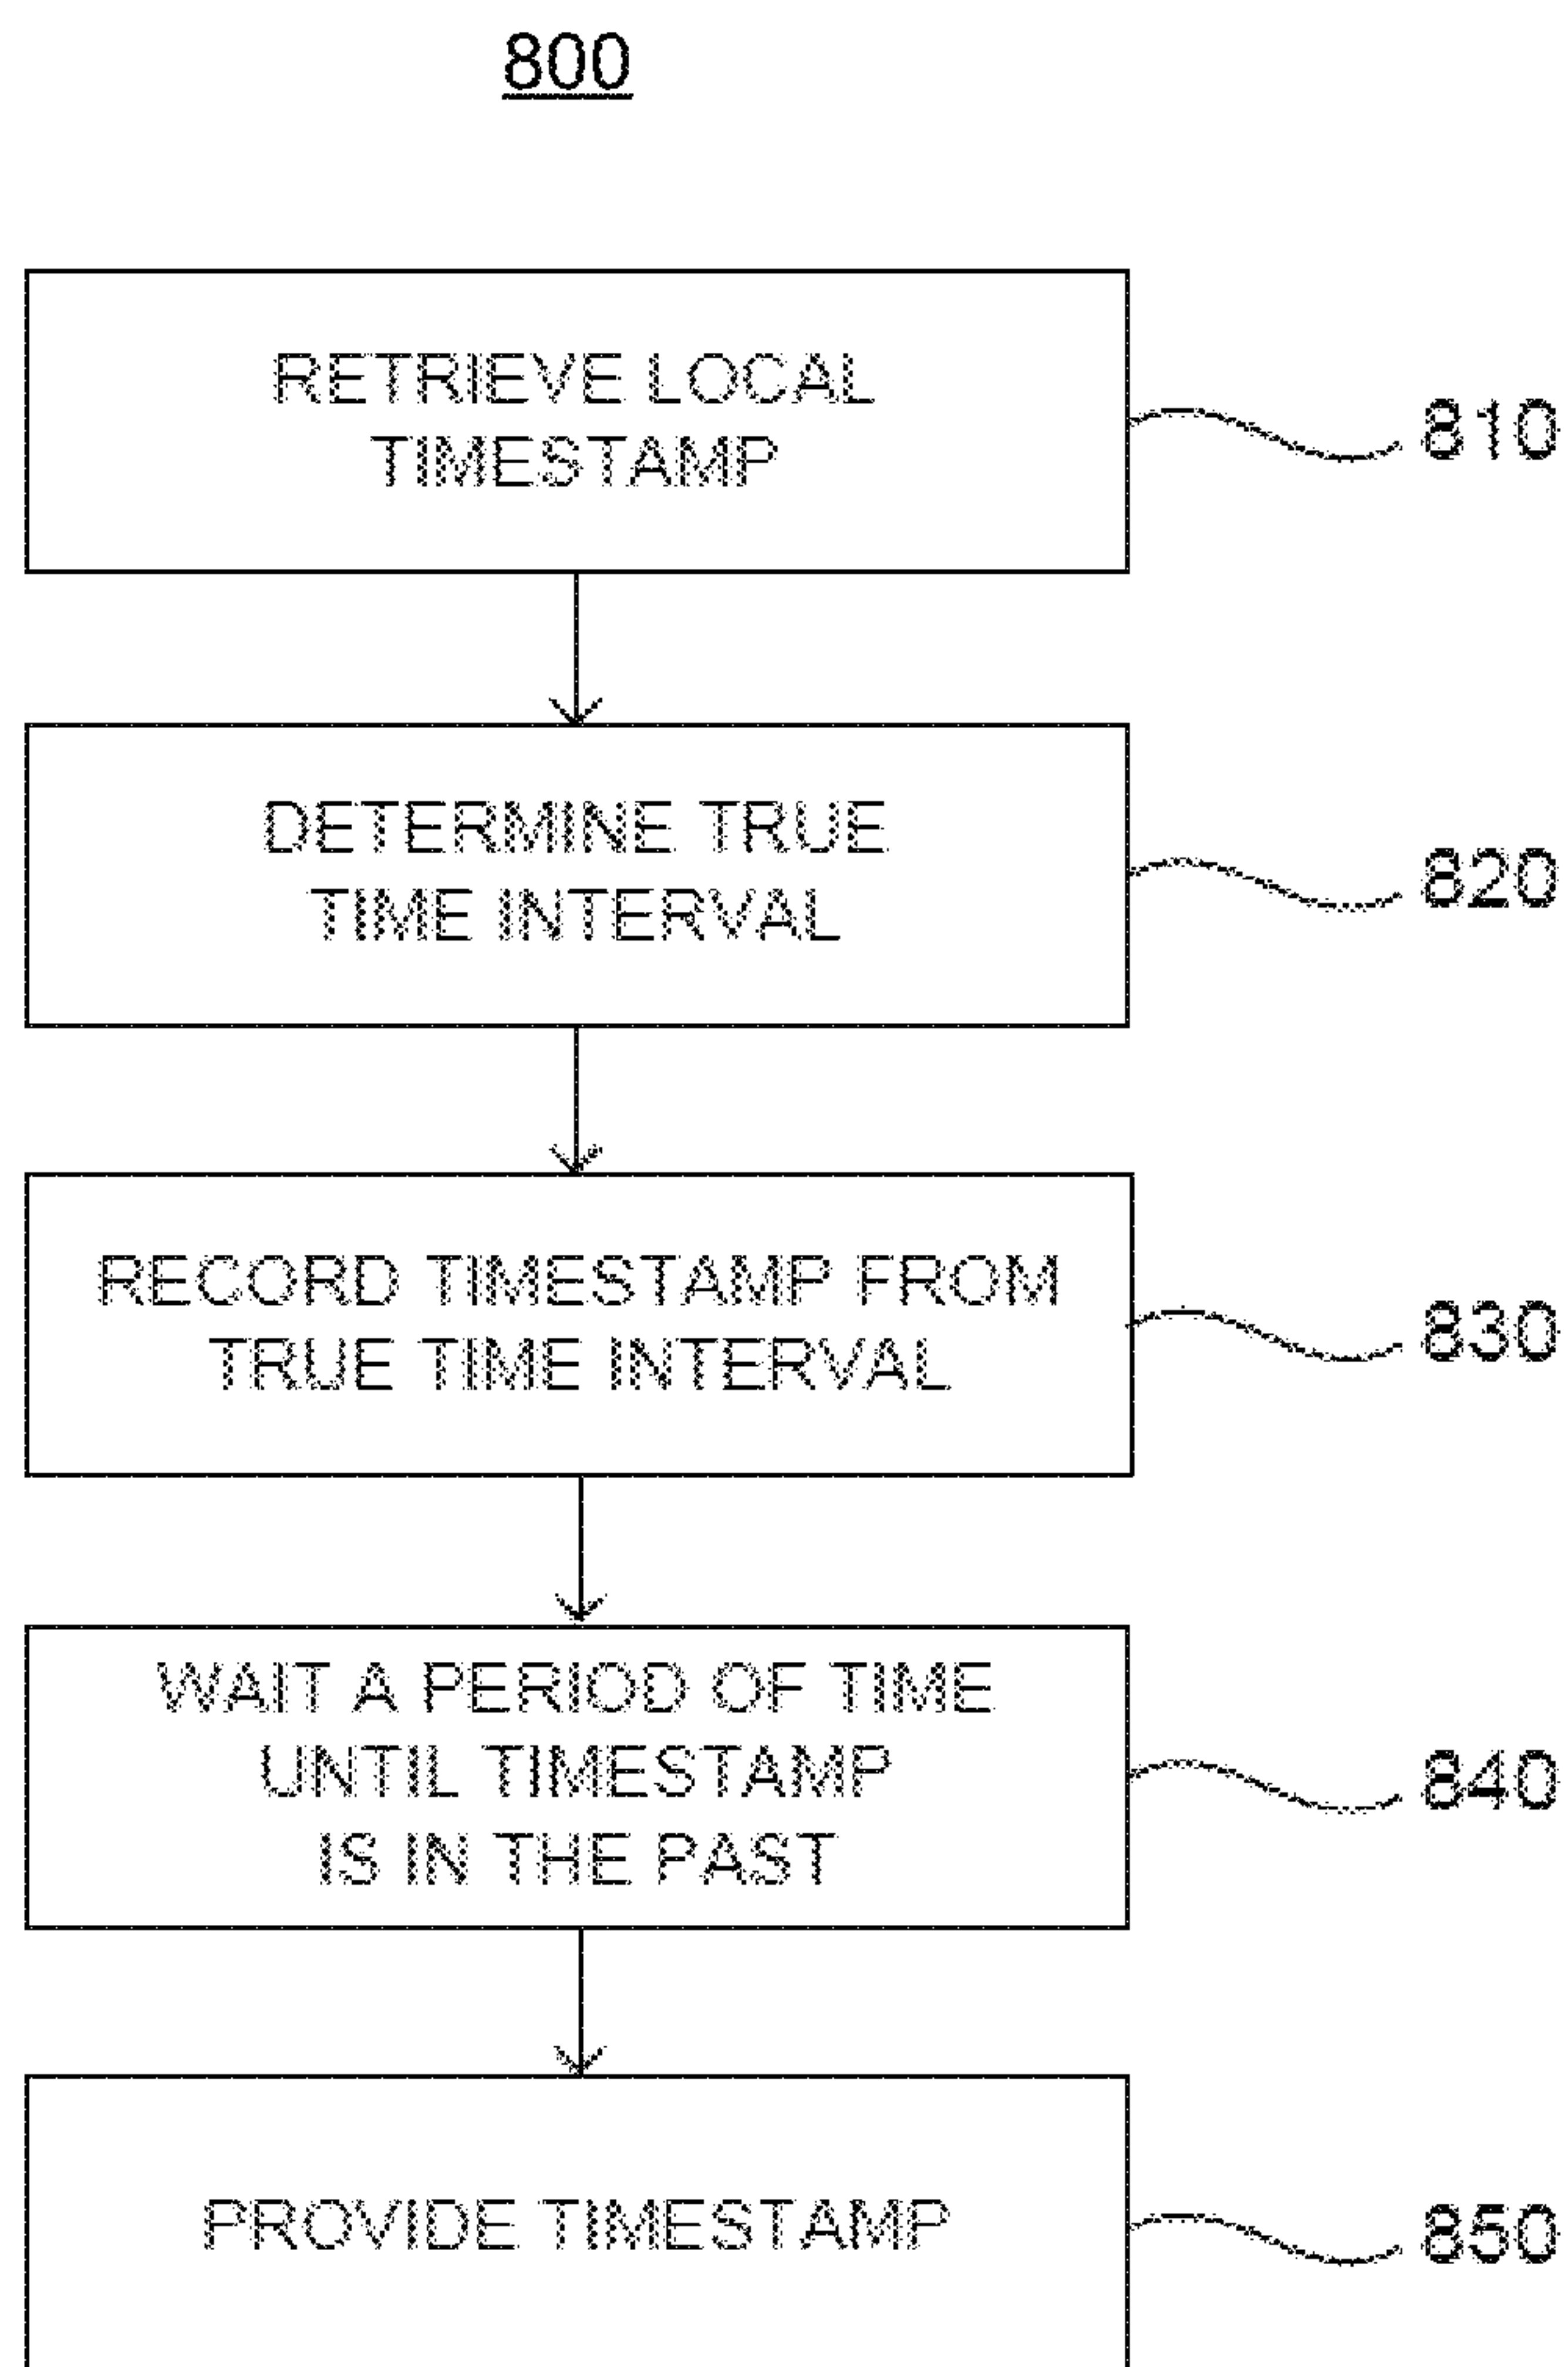 800
RETRIEVE LOCAL
TIMESTAMP
810
DETERMINE TRUE
TIME INTERVAL
820
RECORD TIMESTAMP FROM
TRUE TIME INTERVAL
830
WAIT A PERIOD OF TIME
UNTIL TIMESTAMP
IS IN THE PAST
840
PROVIDE TIMESTAMP
850